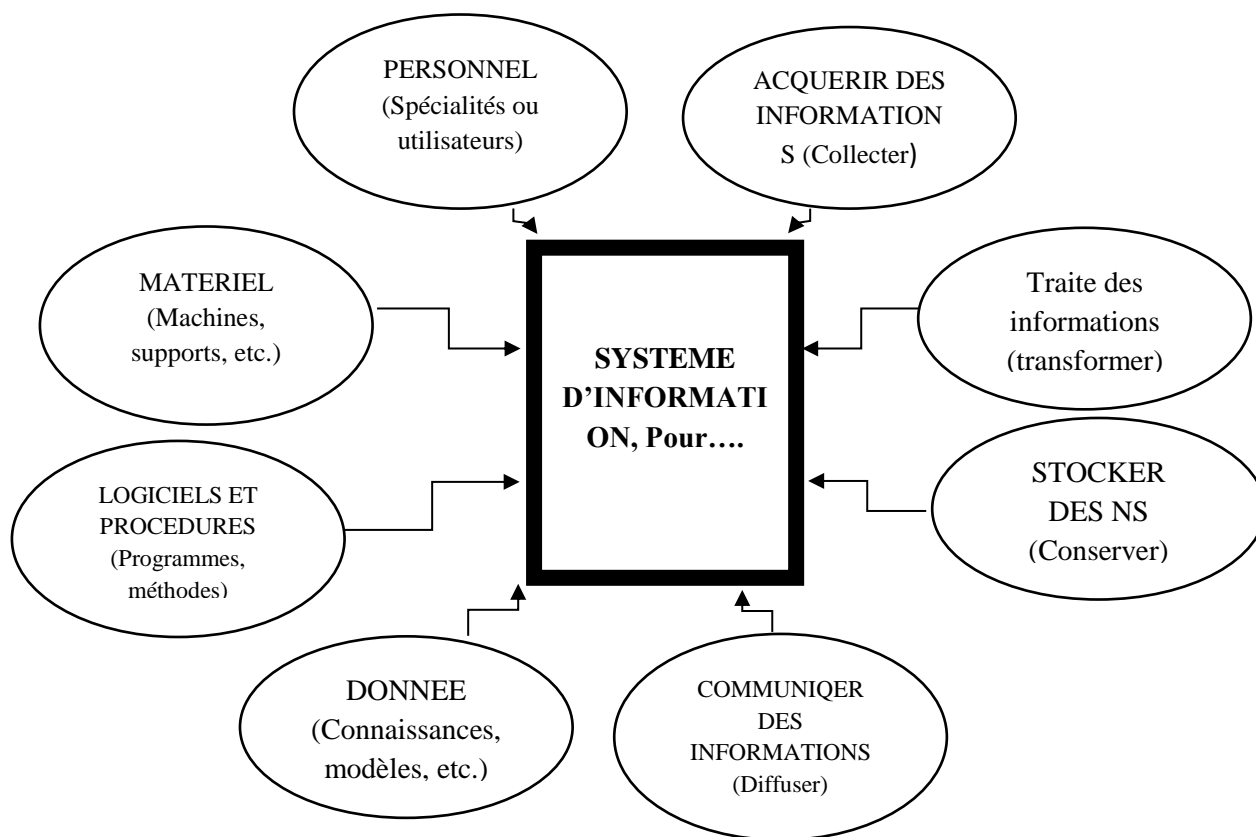 PERSONNEL
(Spécialités ou
utilisateurs)
ACQUERIR DES
INFORMATION
S (Collecter)
MATERIEL
(Machines,
supports, etc.)
Traite des
informations
(transformer)
SYSTEME
D’INFORMATI
ON, Pour….
LOGICIELS ET
PROCEDURES
(Programmes,
méthodes)
STOCKER
DES NS
(Conserver)
DONNEE
(Connaissances,
modèles, etc.)
COMMUNIQER
DES
INFORMATIONS
(Diffuser)